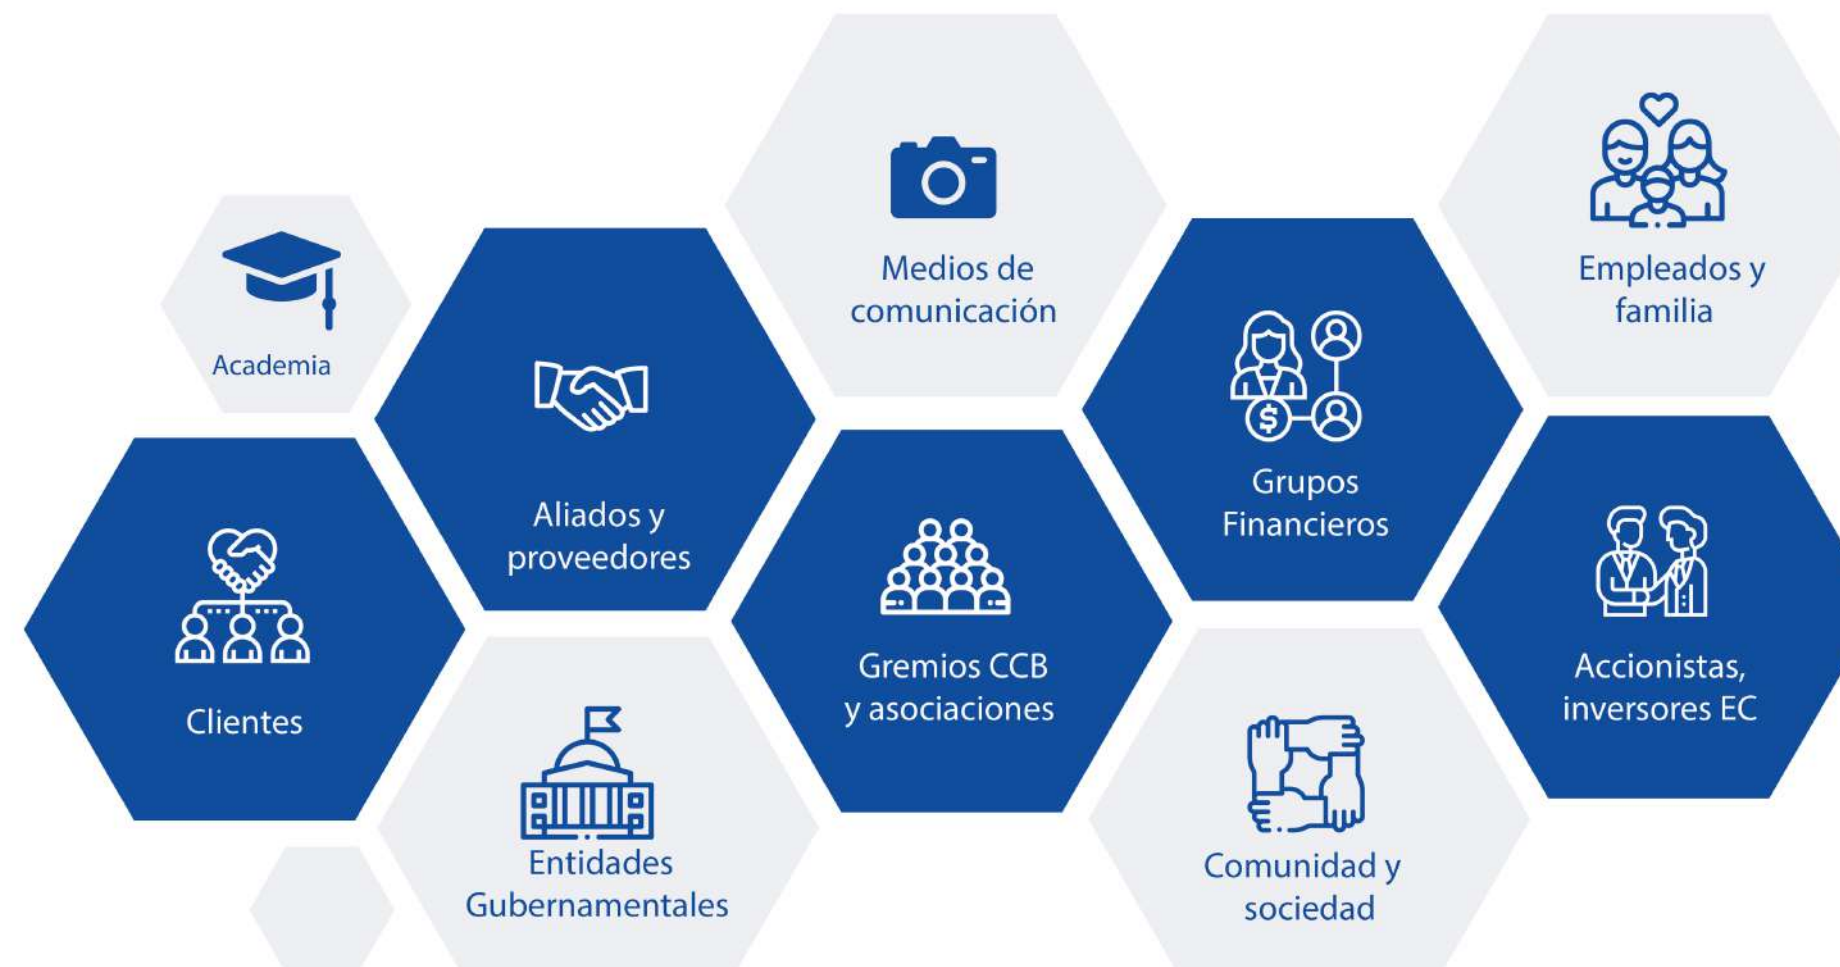 Medios de
comunicación
Empleados y
familia
Academia
Aliados y
proveedores
Grupos
Financieros
Clientes
Gremios CCB
y asociaciones
Accionistas,
inversores EC
Entidades
Gubernamentales
Comunidad y
sociedad